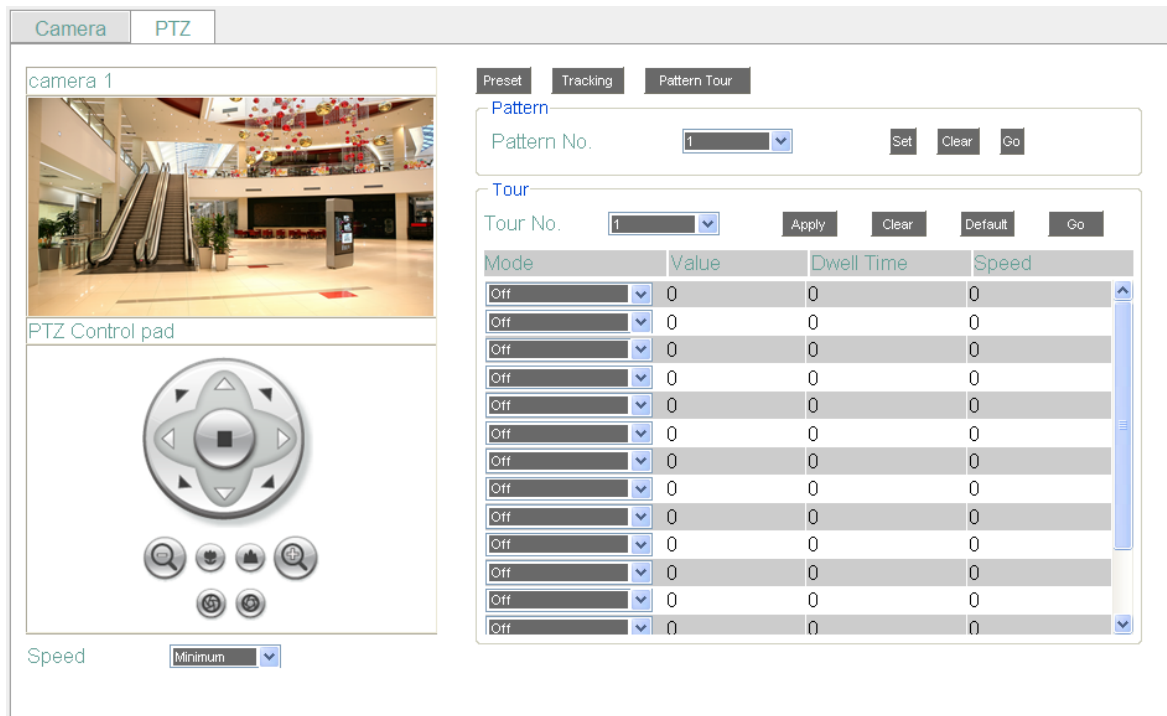 Camera PTZ
camera 1
PTZ Control pad
Speed Minimum
Preset Tracking Pattern Tour
Pattern
Pattern No. 1 Set Clear Go
Tour
Tour No. 1 Apply Clear Default Go
Mode Value Dwell Time Speed
Off 0 0 0
Off 0 0 0
Off 0 0 0
Off 0 0 0
Off 0 0 0
Off 0 0 0
Off 0 0 0
Off 0 0 0
Off 0 0 0
Off 0 0 0
Off 0 0 0
Off 0 0 0
Off 0 0 0